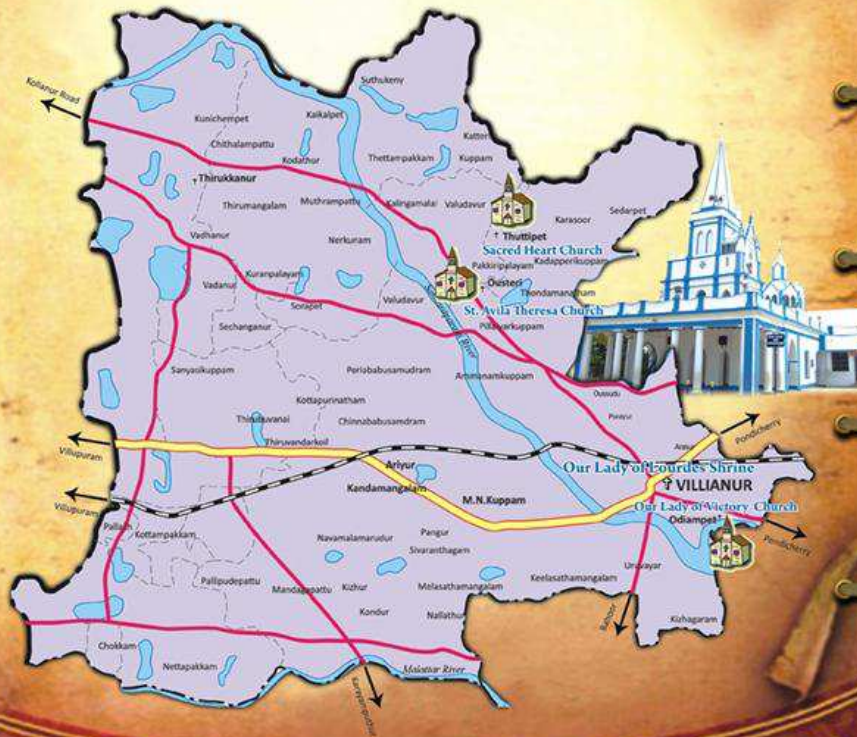 Kollanur Road
Suthukeny
Kunichempet
Kaikalpet
Chithalampattu
Katteri
Kuppam
Kodathur
Thettampakkam
Thirukkanur
Thirumangalam
Muthrampattu
Kalingamalai
Valudavur
Karasoor
Sedarpet
Thuttipet
Sacred Heart Church
Vadhanur
Nerkuram
Pakkiripalayam
Kadapperikuppam
Kuranpalayam
Ousteri
Vadanur
Thondamanatham
Sorapet
Valudavur
St. Avila Theresa Church
Sechanganur
Pillaiyarkuppam
River
Sanyasikuppam
Periababusamudram
Ammanamkuppam
Oussudu
Kottapurinatham
Thirubuvanai
Chinnababusamdram
Pondicherry
Villupuram
Thiruvandarkoil
Ariyur
Our Lady of Lourdes Shrine
Kandamangalam
VILLIANUR
M.N.Kuppam
Villupuram
Our Lady of Victory Church
Odiampet
Kottampakkam
Navamalamarudur
Pangur
Pendicherry
Sivaranthagam
Uruvayar
Pallipudepattu
Mandagapattu
Kizhur
Melasathamangalam
Keelasathamangalam
Kondur
Nallathur
Bahoor
Kizhagaram
Chokkam
Nettapakkam
Malattar River